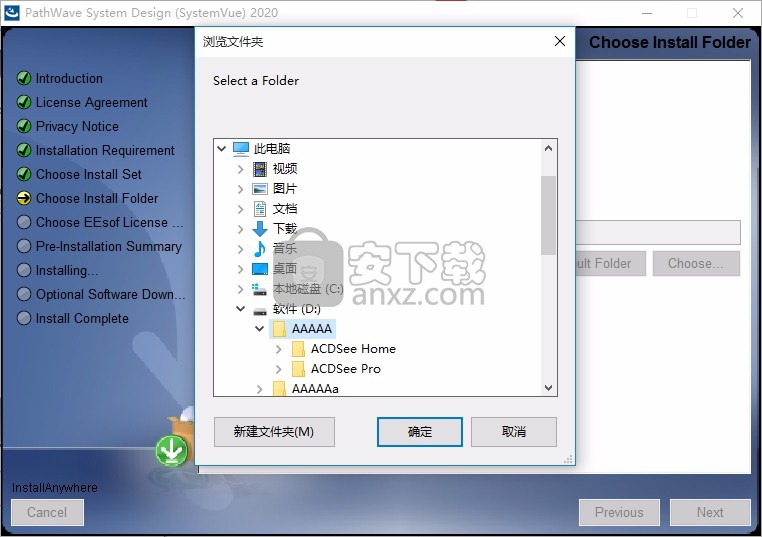 PathWave System Design (SystemVue) 2020
Choose Install Folder
Introduction
License Agreement
Privacy Notice
Installation Requirement
Choose Install Set
Choose Install Folder
Choose EEsof License ...
Pre-Installation Summary
Installing...
Optional Software Down...
Install Complete
浏览文件夹
Select a Folder
此电脑
视频
图片
文档
下载
音乐
桌面
本地磁盘 (C:)
软件 (D:)
AAAAA
ACDSee Home
ACDSee Pro
AAAAAa
安下载
anxz.com
新建文件夹(M)
确定
取消
ult Folder
Choose...
InstallAnywhere
Cancel
Previous
Next